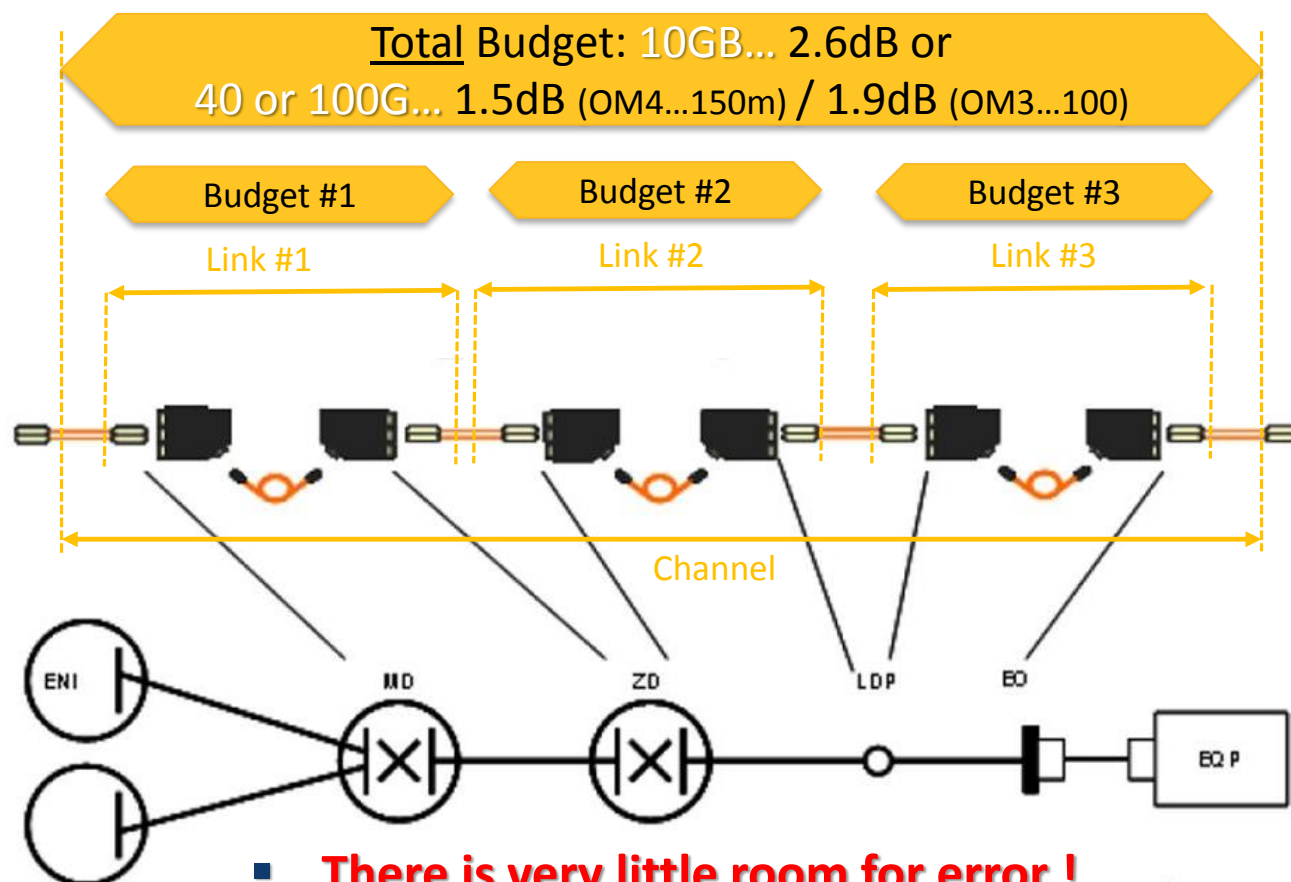 Total Budget: 10GB... 2.6dB or
40 or 100G... 1.5dB (OM4...150m) / 1.9dB (OM3...100)
Budget #1
Budget #2
Budget #3
Link #1
Link #2
Link #3
Channel
ENI
MD
ZD
LDP
EO
EQP
▪ There is very little room for error !